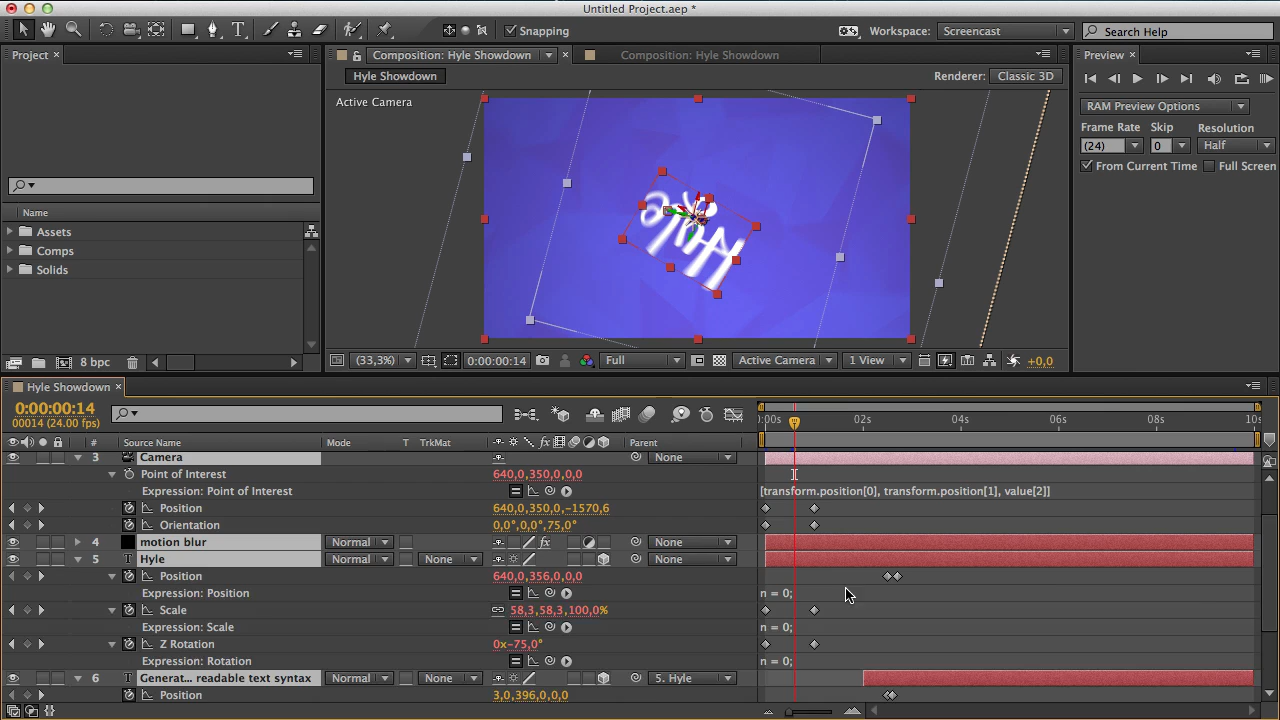 Untitled Project.aep *
Snapping
Workspace: Screencast
Search Help
Project ×
Composition: Hyle Showdown ×
Composition: Hyle Showdown
Preview ×
Hyle Showdown
Renderer: Classic 3D
Active Camera
RAM Preview Options
Frame Rate Skip Resolution
(24) 0 Half
From Current Time Full Screen
Name
Assets
Comps
Solids
Hyle
8 bpc
(33,3%) 0:00:00:14 Full Active Camera 1 View +0,0
Hyle Showdown ×
0:00:00:14
00014 (24.00 fps)
):00s 02s 04s 06s 08s 10s
# Source Name Mode T TrkMat Parent
3 Camera None
Point of Interest 640,0,350,0,0,0
Expression: Point of Interest [transform.position[0], transform.position[1], value[2]]
Position 640,0,350,0,-1570,6
Orientation 0,0°,0,0°,75,0°
4 motion blur Normal fx None
5 T Hyle Normal None None
Position 640,0,356,0,0,0
Expression: Position n = 0;
Scale 58,3,58,3,100,0%
Expression: Scale n = 0;
Z Rotation 0x-75,0°
Expression: Rotation n = 0;
6 T Generat... readable text syntax Normal None 5. Hyle
Position 3,0,396,0,0,0